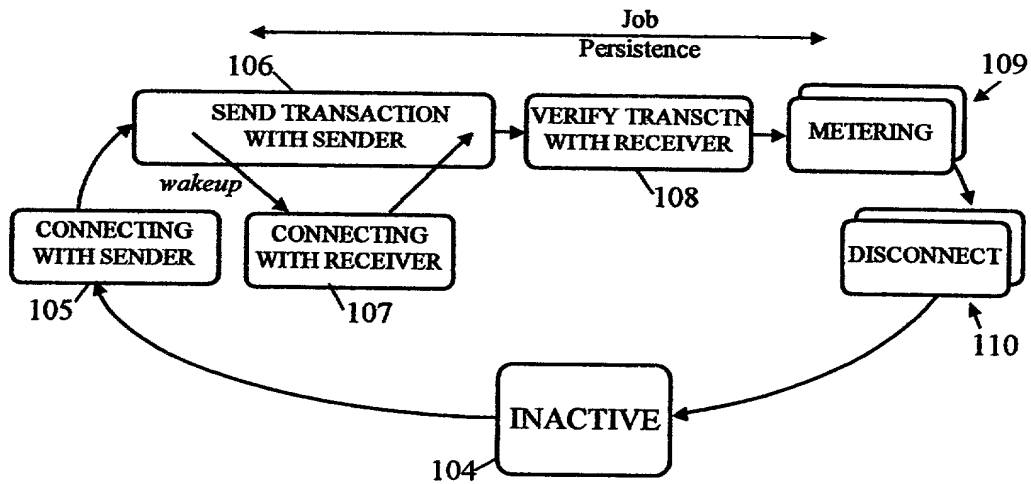 Job
Persistence
106
109
SEND TRANSACTION
WITH SENDER
VERIFY TRANSCTN
WITH RECEIVER
METERING
wakeup
108
CONNECTING
WITH SENDER
CONNECTING
WITH RECEIVER
DISCONNECT
105
107
110
INACTIVE
104